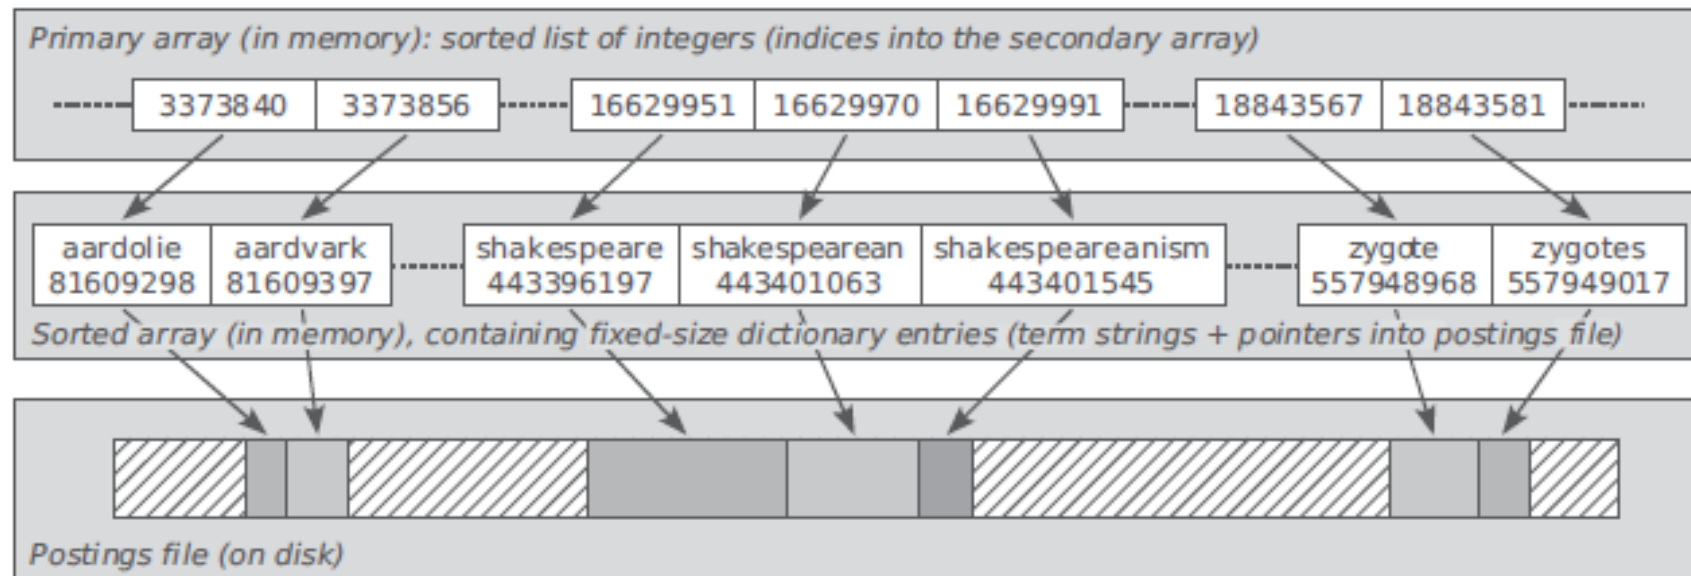 Primary array (in memory): sorted list of integers (indices into the secondary array)
3373840 3373856 16629951 16629970 16629991 18843567 18843581
aardolie aardvark shakespeare shakespearean shakespeareanism zygote zygotes
81609298 81609397 443396197 443401063 443401545 557948968 557949017
Sorted array (in memory), containing fixed-size dictionary entries (term strings + pointers into postings file)
Postings file (on disk)